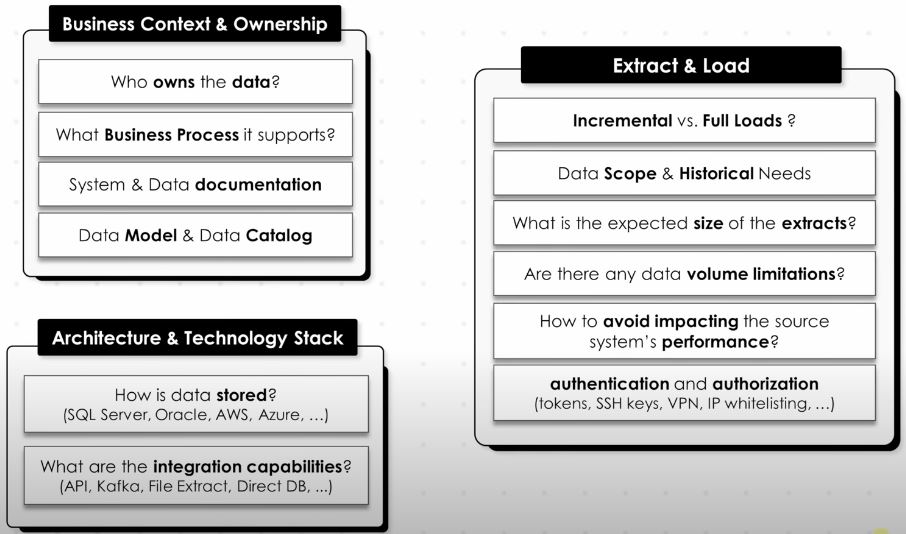 Business Context & Ownership
Who owns the data?
What Business Process it supports?
System & Data documentation
Data Model & Data Catalog
Architecture & Technology Stack
How is data stored?
(SQL Server, Oracle, AWS, Azure, ...)
What are the integration capabilities?
(API, Kafka, File Extract, Direct DB, ...)
Extract & Load
Incremental vs. Full Loads ?
Data Scope & Historical Needs
What is the expected size of the extracts?
Are there any data volume limitations?
How to avoid impacting the source
system's performance?
authentication and authorization
(tokens, SSH keys, VPN, IP whitelisting, ...)